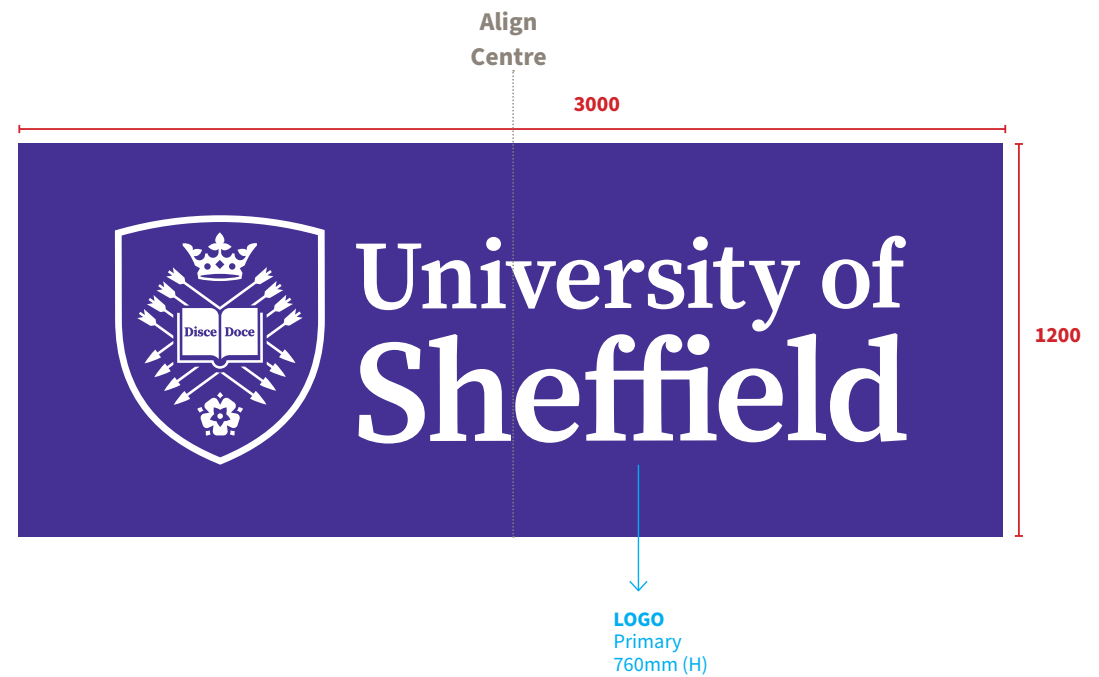 Align
Centre
3000
University of
Sheffield
Disce Doce
1200
LOGO
Primary
760mm (H)